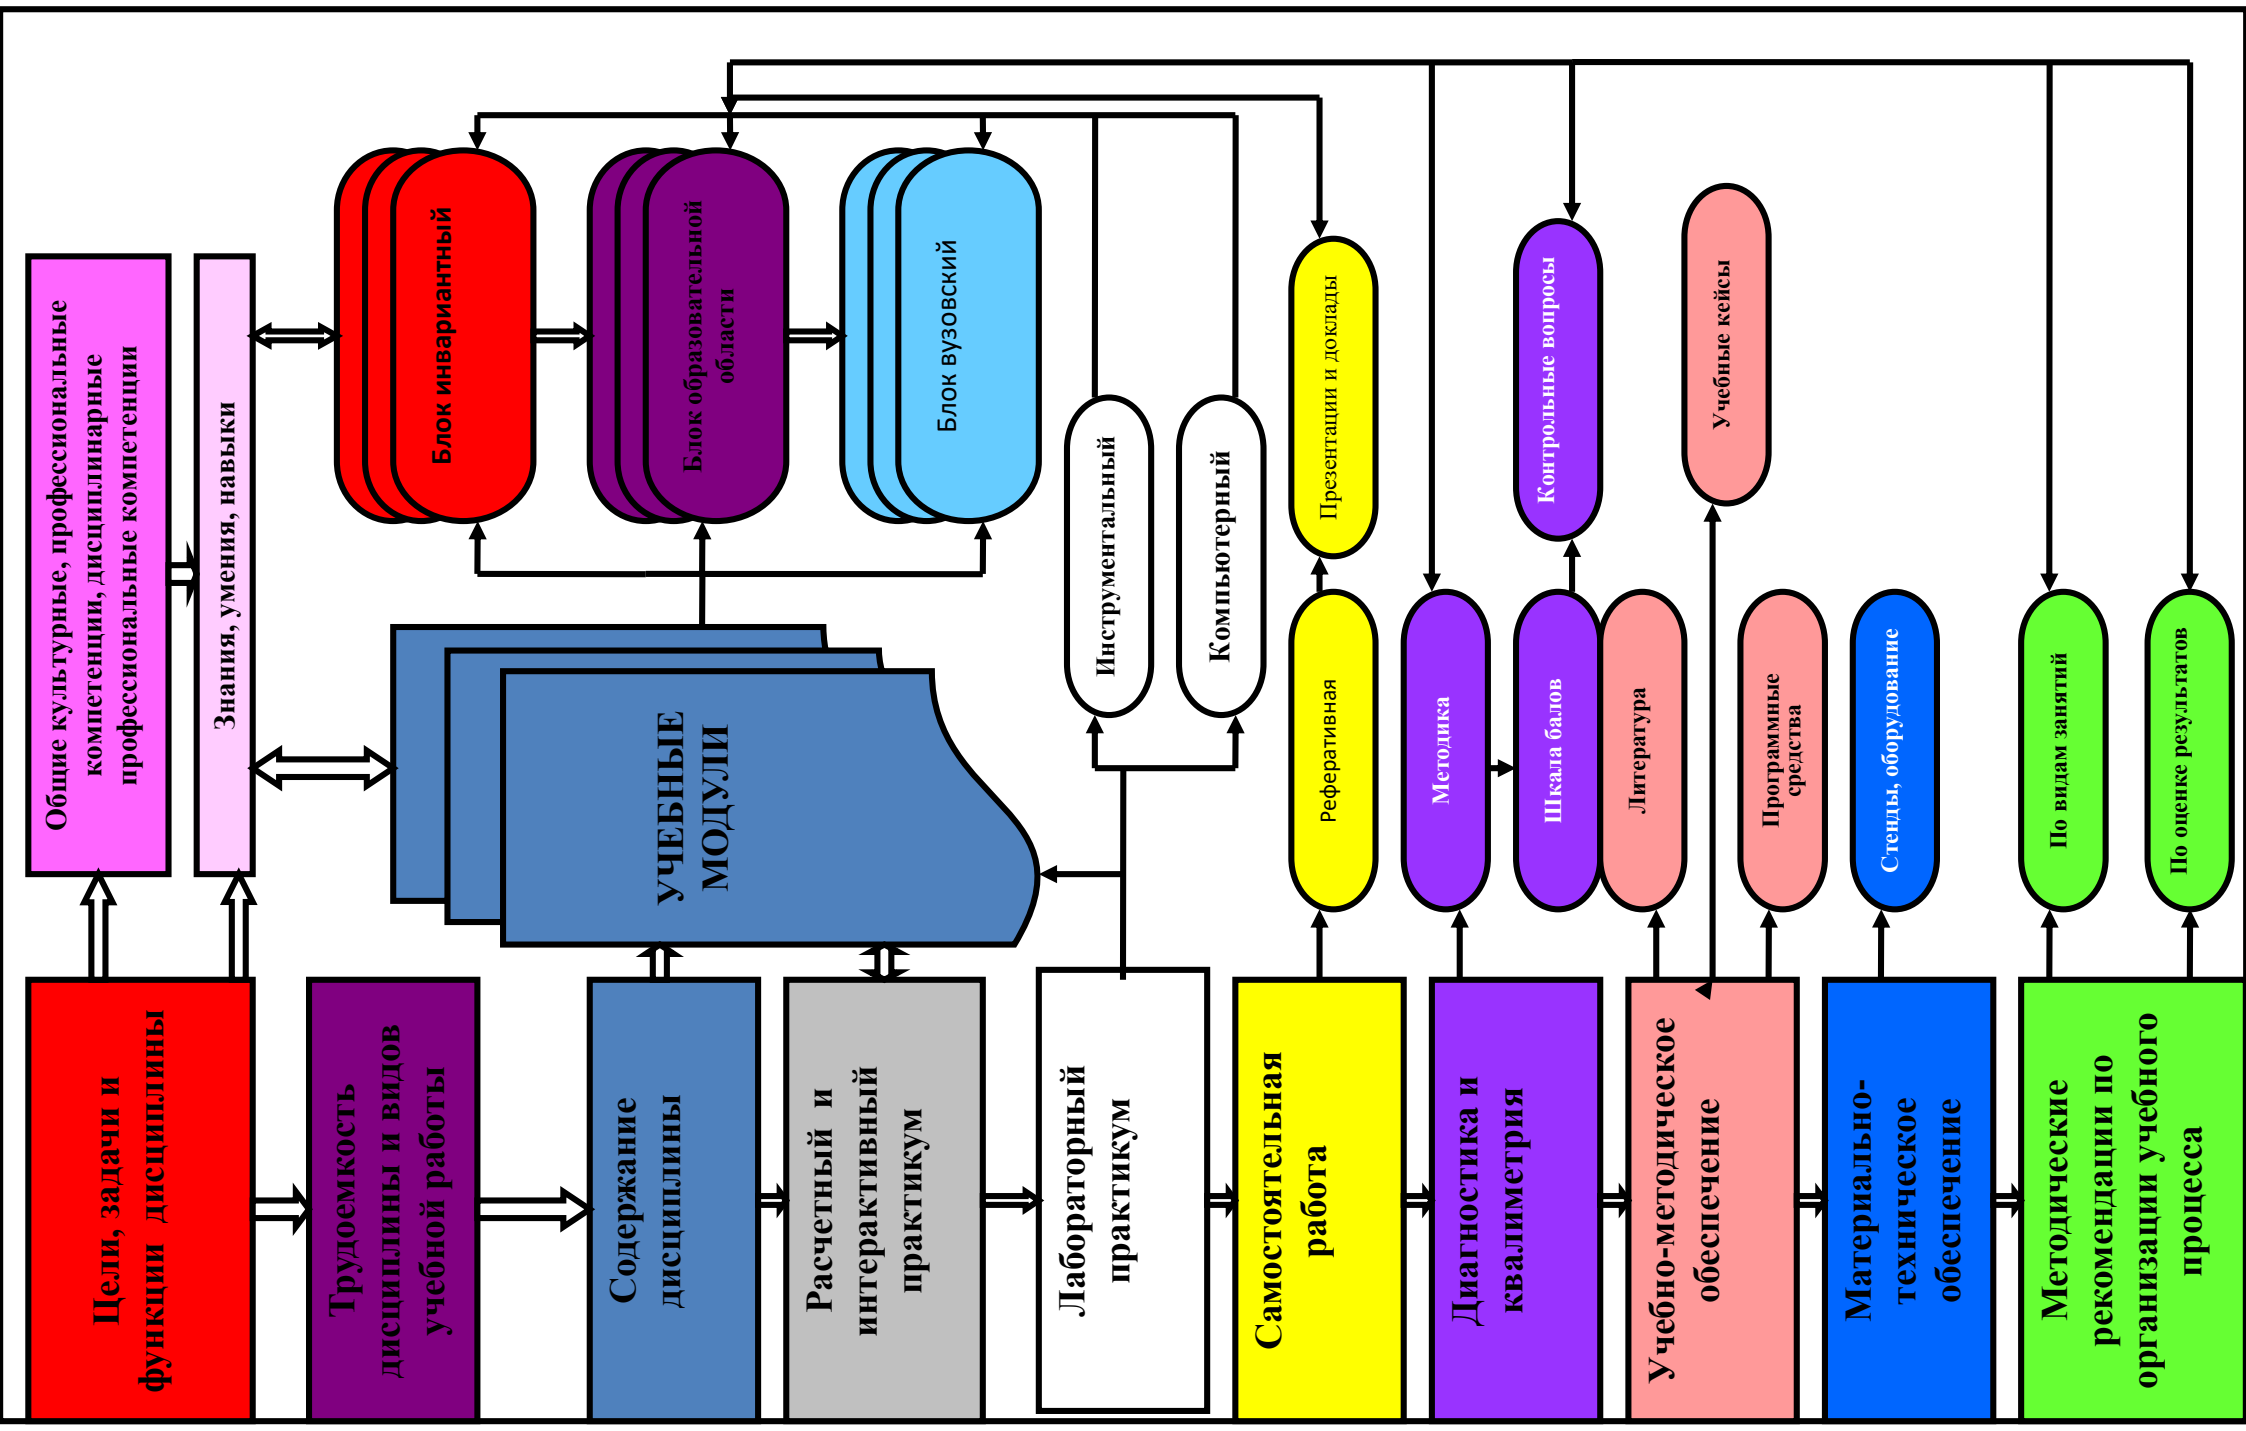 Цели, задачи и
функции дисциплины
Трудоемкость
дисциплины и видов
учебной работы
Содержание
дисциплины
Расчетный и
интерактивный
практикум
Лабораторный
практикум
Самостоятельная
работа
Диагностика и
квалиметрия
Учебно-методическое
обеспечение
Материально-
техническое
обеспечение
Методические
рекомендации по
организации учебного
процесса
Общие культурные, профессиональные
компетенции, дисциплинарные
профессиональные компетенции
Знания, умения, навыки
УЧЕБНЫЕ
МОДУЛИ
Блок инвариантный
Блок образовательной
области
Блок вузовский
Инструментальный
Компьютерный
Реферативная
Презентации и доклады
Методика
Шкала балов
Контрольные вопросы
Литература
Учебные кейсы
Программные
средства
Стенды, оборудование
По видам занятий
По оценке результатов